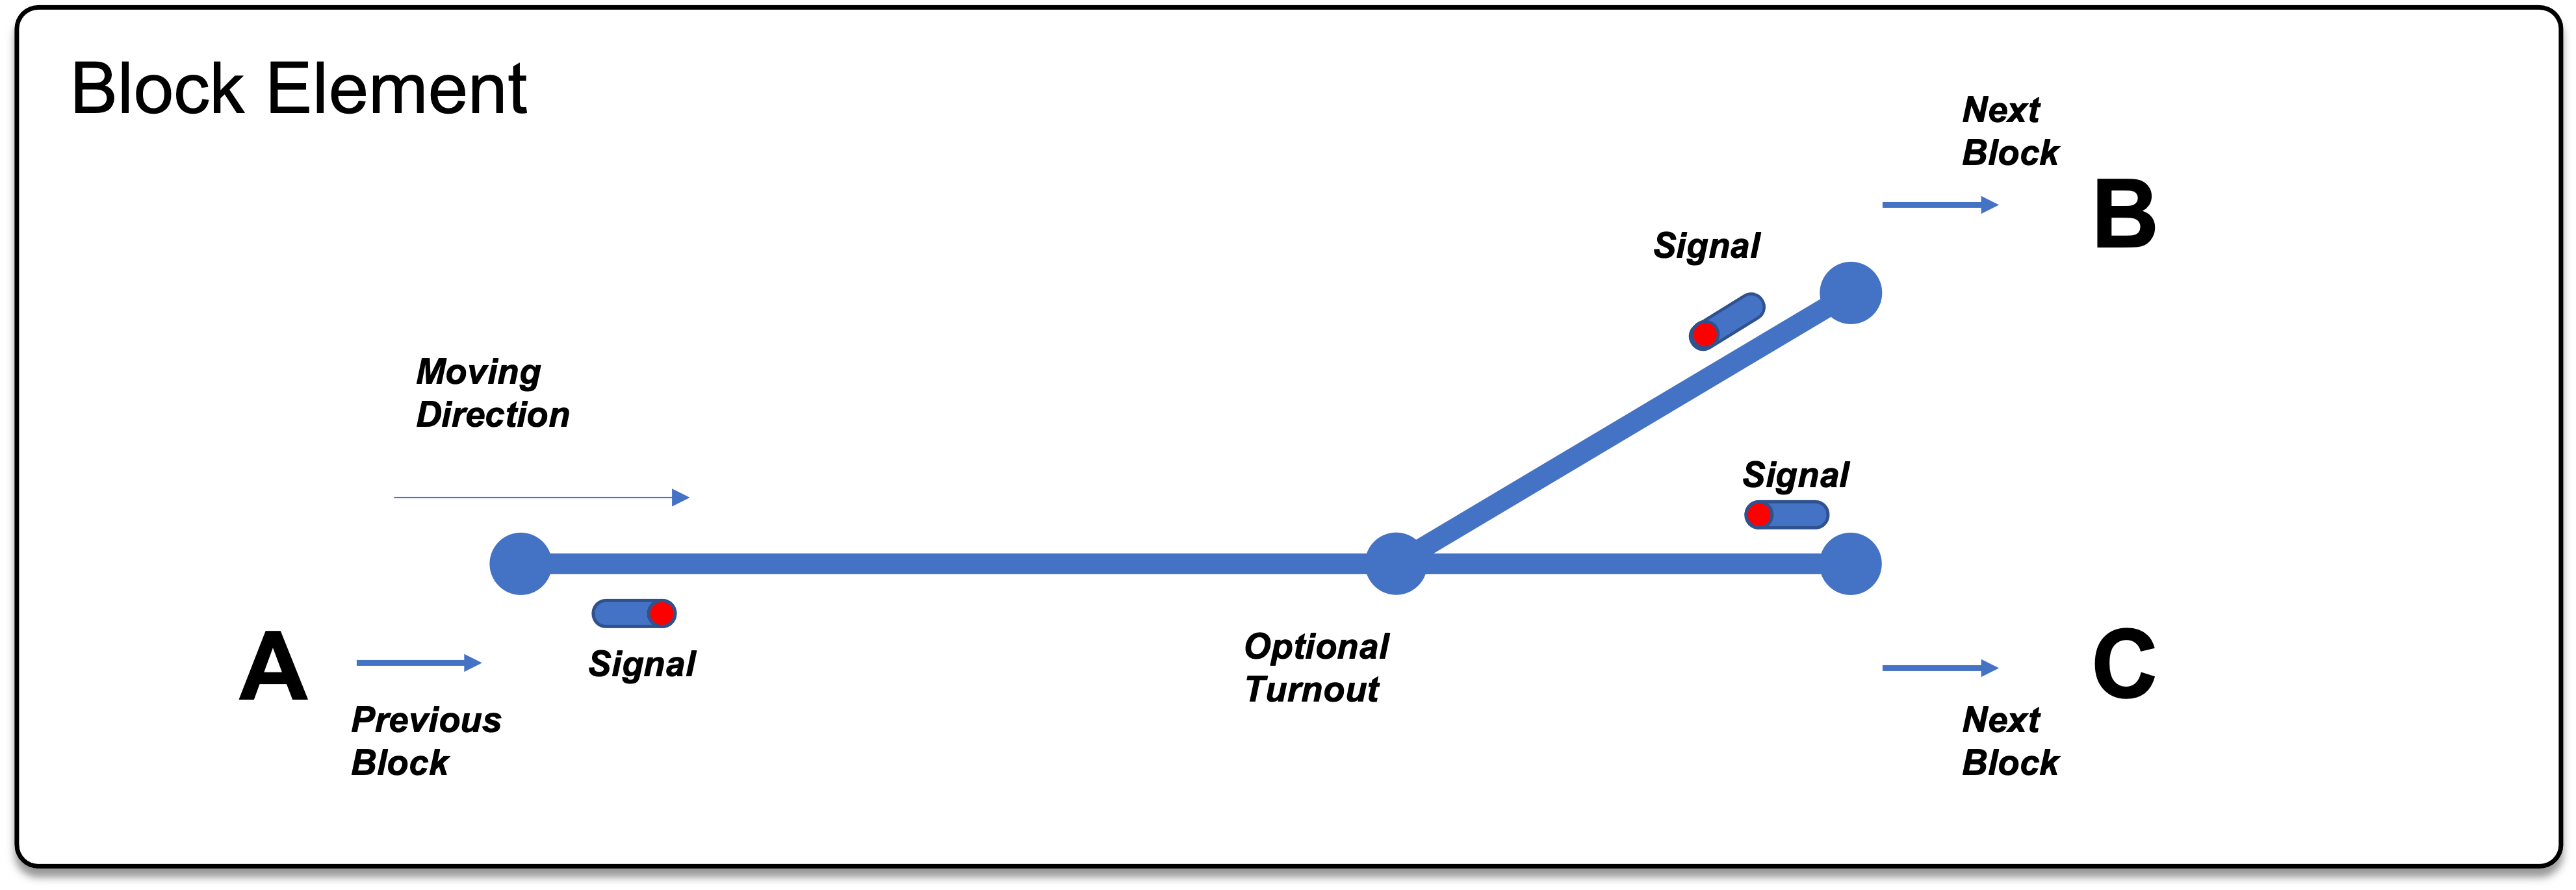 Block Element
Next
Block
B
Signal
Moving
Direction
Signal
A
Signal
Previous
Block
Optional
Turnout
C
Next
Block